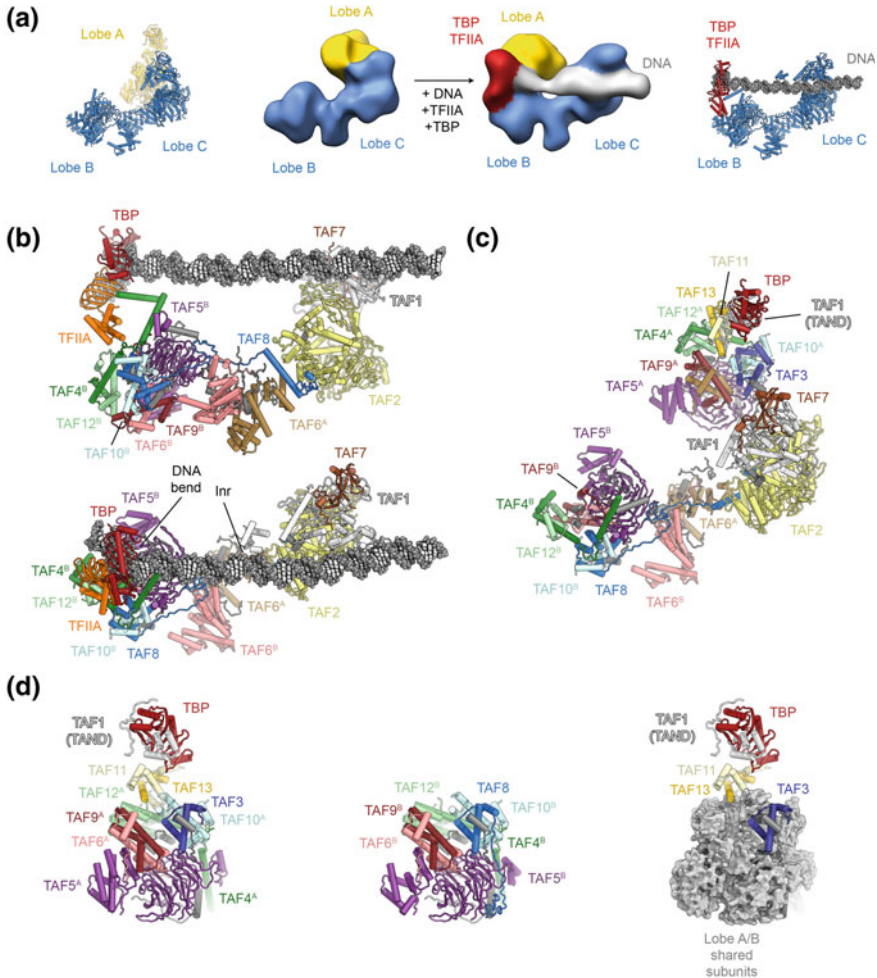 (a)
Lobe A
Lobe B
Lobe C
Lobe A
Lobe B
Lobe C
+ DNA
+TFIIA
+TBP
TBP
TFIIA
DNA
TBP
TFIIA
DNA
Lobe B
Lobe C
(b)
TBP
TAF7
TAF5B
TAF1
TFIIA
TAF8
TAF4B
TAF12B
TAF10B
TAF6B
TAF9B
TAF6A
TAF2
DNA
bend
Inr
TAF7
TAF5B
TBP
TAF1
TAF4B
TAF12B
TFIIA
TAF10B
TAF8
TAF6B
TAF6A
TAF2
(c)
TAF11
TBP
TAF13
TAF12A
TAF4A
TAF1
(TAND)
TAF10A
TAF9A
TAF3
TAF5A
TAF7
TAF5B
TAF1
TAF9B
TAF4B
TAF12B
TAF6A
TAF2
TAF10B
TAF8
TAF6B
(d)
TAF1
(TAND)
TBP
TAF11
TAF13
TAF12A
TAF3
TAF9A
TAF10A
TAF6A
TAF5A
TAF4A
TAF12B
TAF8
TAF9B
TAF10B
TAF6B
TAF4B
TAF5B
TAF1
(TAND)
TBP
TAF11
TAF13
TAF3
Lobe A/B
shared
subunits